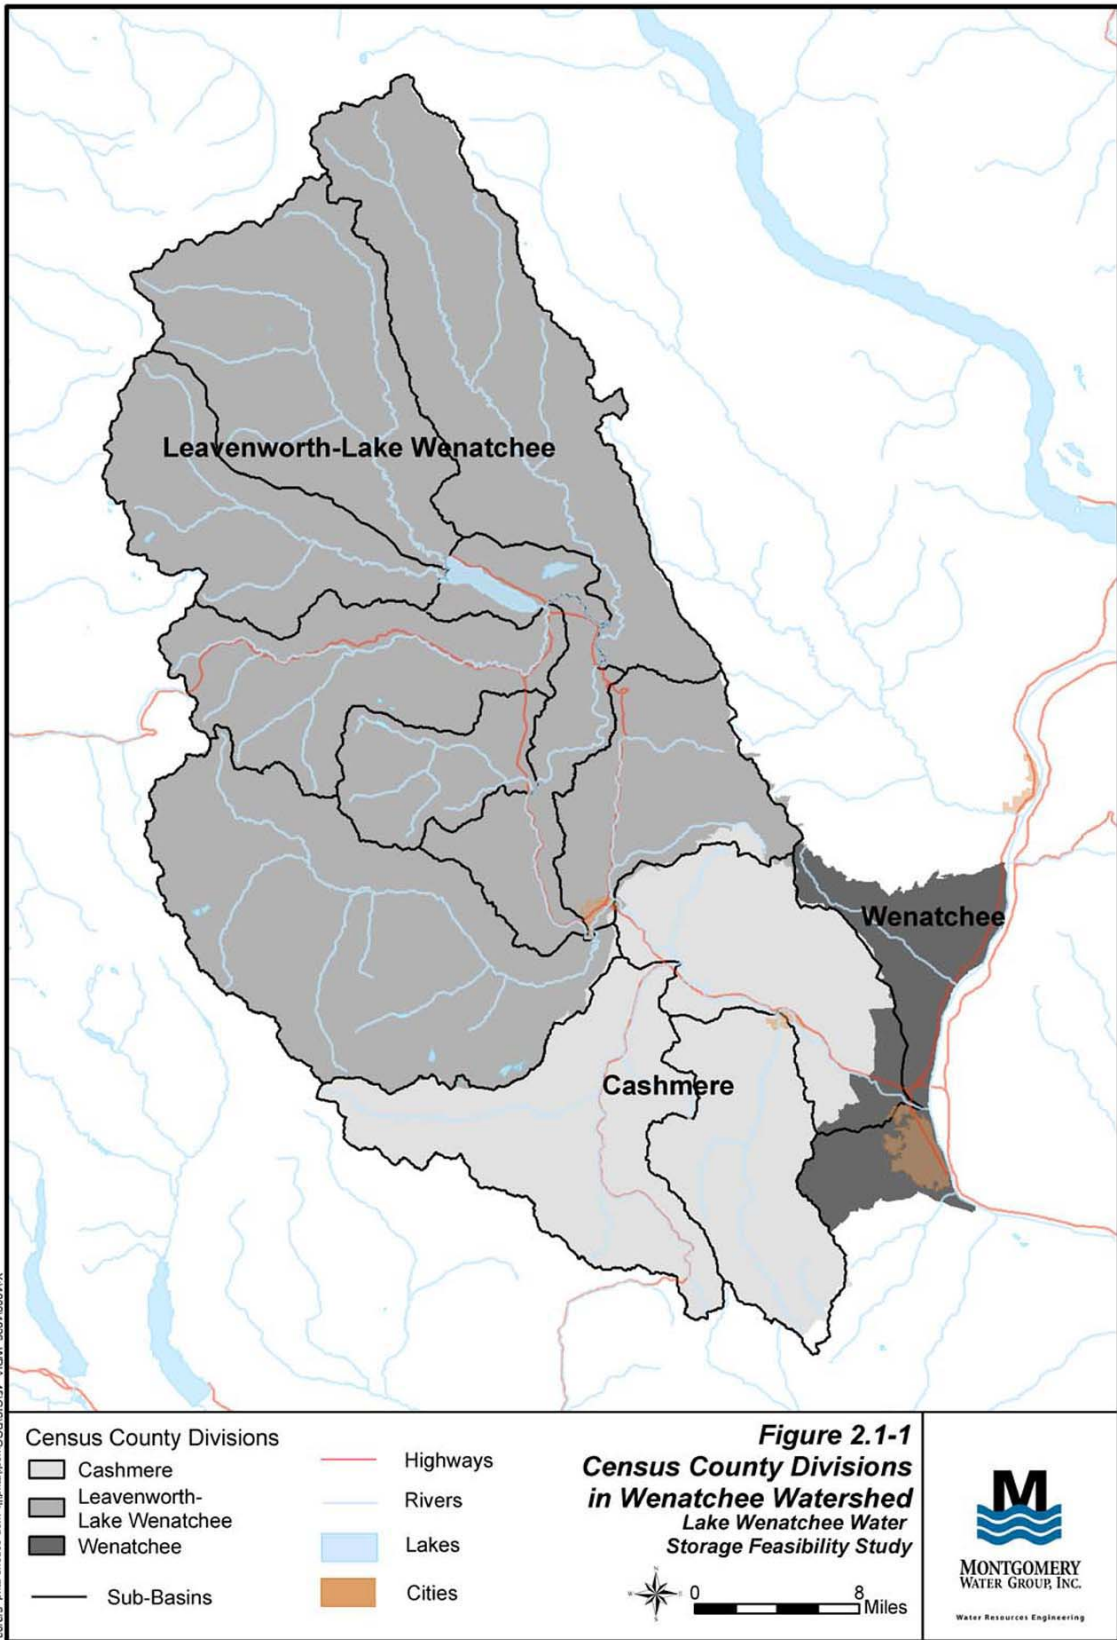 Leavenworth-Lake Wenatchee
Wenatchee
Cashmere
Census County Divisions
Cashmere
Leavenworth-
Lake Wenatchee
Wenatchee
Sub-Basins
Highways
Rivers
Lakes
Cities
Figure 2.1-1
Census County Divisions
in Wenatchee Watershed
Lake Wenatchee Water
Storage Feasibility Study
N
W E
S
0 8
Miles
M
MONTGOMERY
WATER GROUP, INC.
Water Resources Engineering